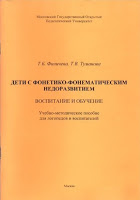 Московский Государственный Открытый
Педагогический Университет
Т.Б. Филичева, Т.В. Туманова
ДЕТИ С ФОНЕТИКО-ФОНЕМАТИЧЕСКИМ
НЕДОРАЗВИТИЕМ
ВОСПИТАНИЕ И ОБУЧЕНИЕ
Учебно-методическое пособие
для логопедов и воспитателей
Москва